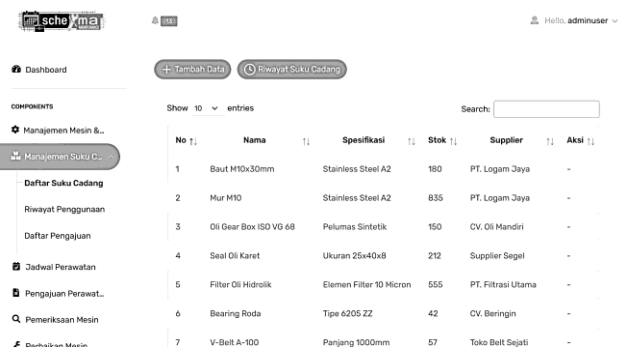 scheXma
(13)
Hello, adminuser
Dashboard
Tambah Data
Riwayat Suku Cadang
COMPONENTS
Show 10 entries
Search:
Manajemen Mesin &...
No Nama Spesifikasi Stok Supplier Aksi
Manajemen Suku C...
1 Baut M10x30mm Stainless Steel A2 180 PT. Logam Jaya -
Daftar Suku Cadang
2 Mur M10 Stainless Steel A2 835 PT. Logam Jaya -
Riwayat Penggunaan
3 Oli Gear Box ISO VG 68 Pelumas Sintetik 150 CV. Oli Mandiri -
Daftar Pengajuan
4 Seal Oli Karet Ukuran 25x40x8 212 Supplier Segel -
Jadwal Perawatan
5 Filter Oli Hidrolik Elemen Filter 10 Micron 555 PT. Filtrasi Utama -
Pengajuan Perawat...
6 Bearing Roda Tipe 6205 ZZ 42 CV. Beringin -
Pemeriksaan Mesin
7 V-Belt A-100 Panjang 1000mm 57 Toko Belt Sejati -
Perbaikan Mesin